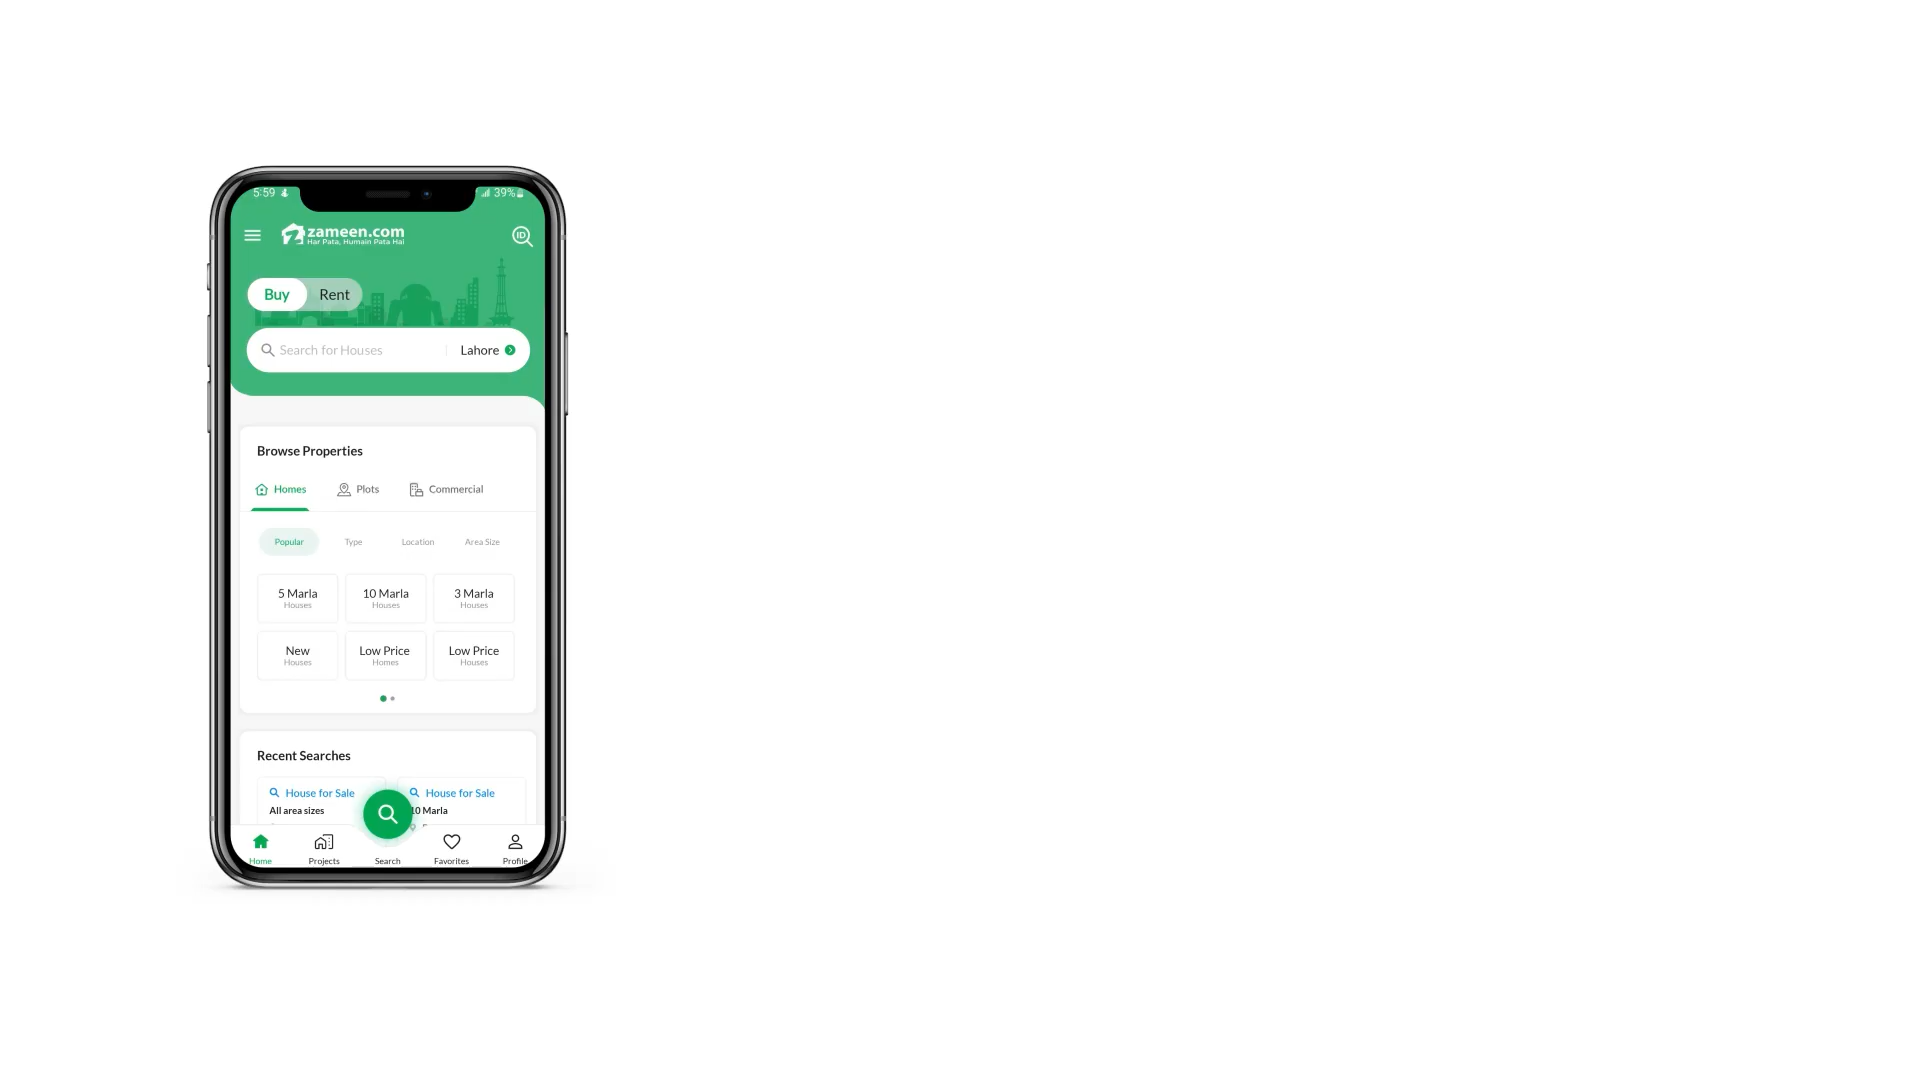 5:59 39%
zameen.com
Har Pata, Humain Pata Hai
ID
Buy Rent
Search for Houses Lahore
Browse Properties
Homes Plots Commercial
Popular Type Location Area Size
5 Marla 10 Marla 3 Marla
Houses Houses Houses
New Low Price Low Price
Houses Homes Houses
Recent Searches
House for Sale House for Sale
All area sizes 10 Marla
Home Projects Search Favorites Profile